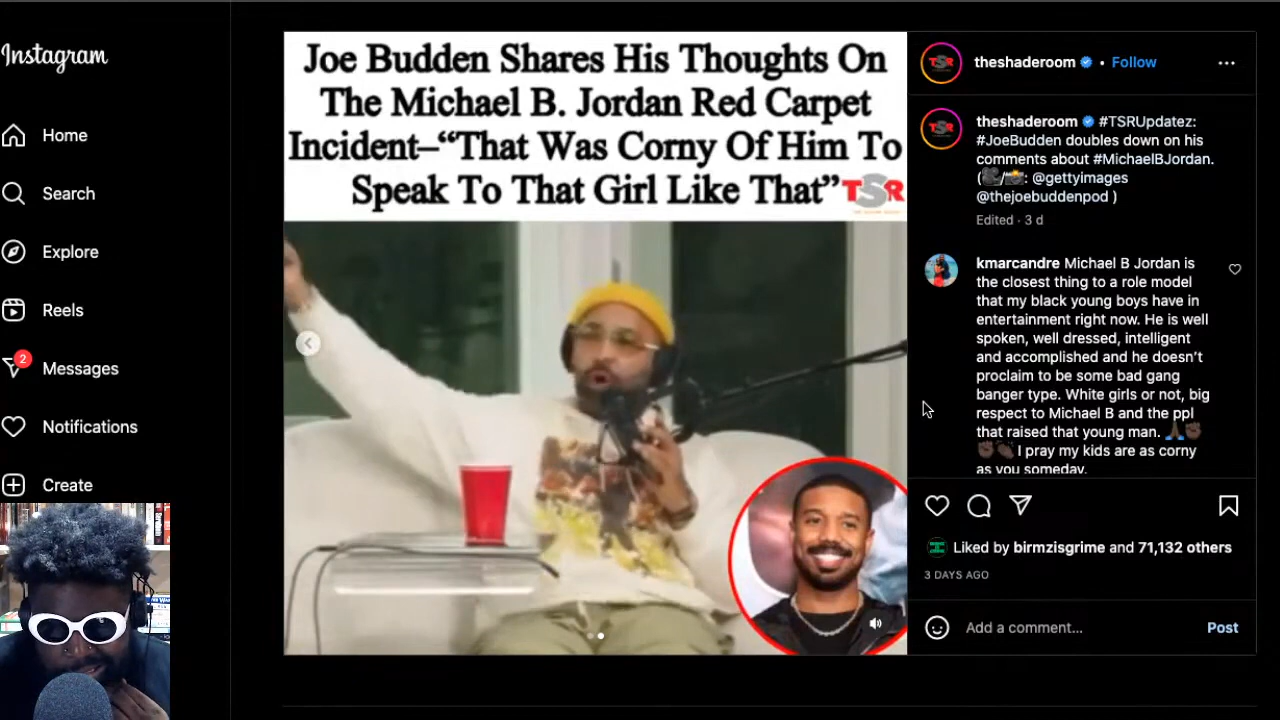 Instagram
Home
Search
Explore
Reels
2
Messages
Notifications
Create
Joe Budden Shares His Thoughts On
The Michael B. Jordan Red Carpet
Incident–“That Was Corny Of Him To
Speak To That Girl Like That”
TSR
TSR
theshaderoom • Follow
TSR
theshaderoom #TSRUpdatez:
#JoeBudden doubles down on his
comments about #MichaelBJordan.
(🎥/📸: @gettyimages
@thejoebuddenpod )
Edited · 3 d
kmarcandre Michael B Jordan is
the closest thing to a role model
that my black young boys have in
entertainment right now. He is well
spoken, well dressed, intelligent
and accomplished and he doesn’t
proclaim to be some bad gang
banger type. White girls or not, big
respect to Michael B and the ppl
that raised that young man.
I pray my kids are as corny
as you someday.
Liked by birmzisgrime and 71,132 others
3 DAYS AGO
Add a comment...
Post